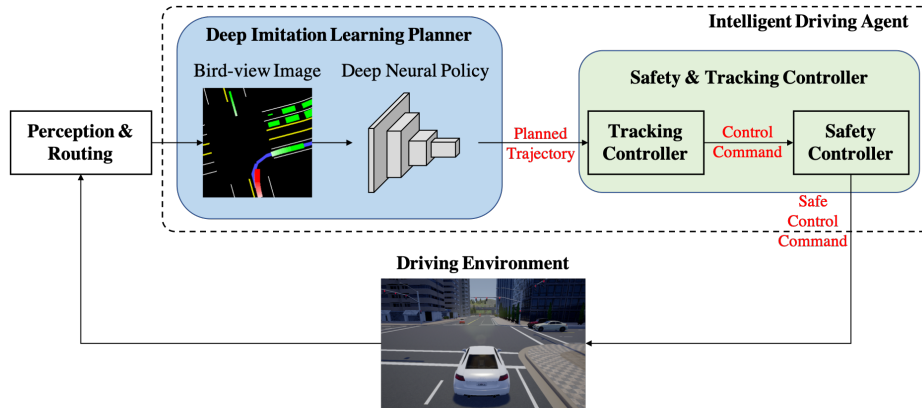 Intelligent Driving Agent
Deep Imitation Learning Planner
Bird-view Image
Deep Neural Policy
Safety & Tracking Controller
Perception &
Routing
Planned
Trajectory
Tracking
Controller
Control
Command
Safety
Controller
Safe
Control
Command
Driving Environment